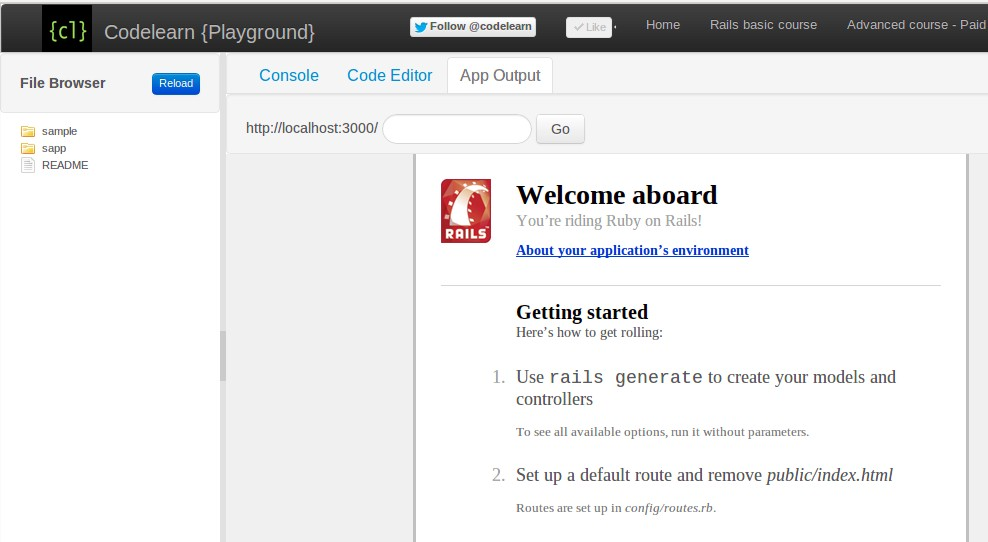 {cl} Codelearn {Playground} Follow @codelearn Like Home Rails basic course Advanced course - Paid
File Browser Reload
Console Code Editor App Output
http://localhost:3000/ Go
sample
sapp
README
RAILS
Welcome aboard
You’re riding Ruby on Rails!
About your application’s environment
Getting started
Here’s how to get rolling:
1. Use rails generate to create your models and
controllers
To see all available options, run it without parameters.
2. Set up a default route and remove public/index.html
Routes are set up in config/routes.rb.